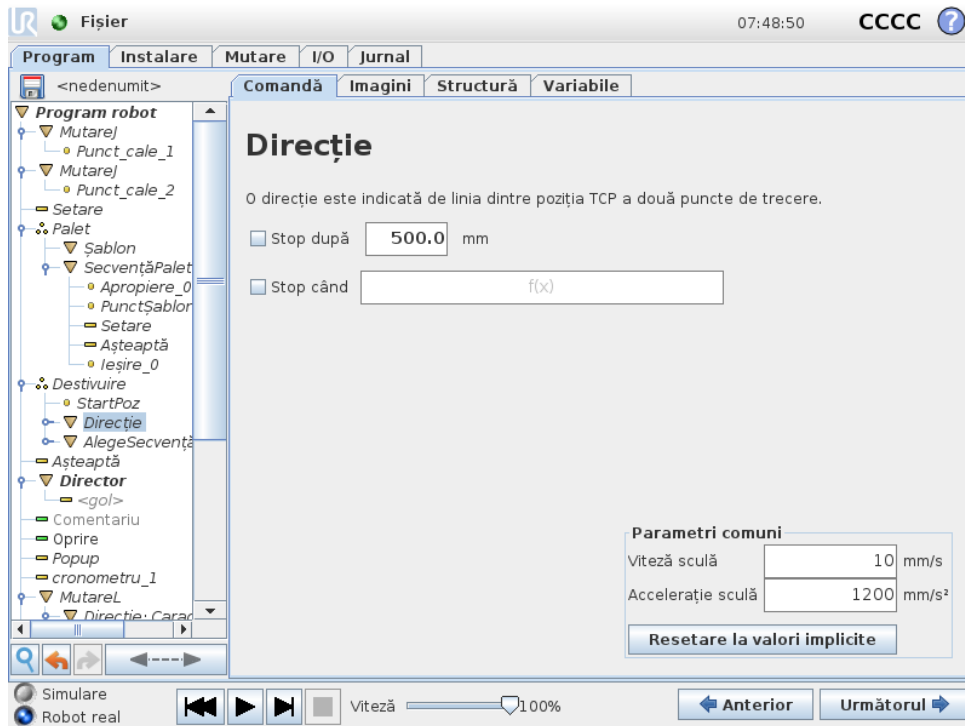 UR Fișier 07:48:50 CCCC ?
Program Instalare Mutare I/O Jurnal
<nedenumit>
Comandă Imagini Structură Variabile
Program robot
MutareJ
Punct_cale_1
MutareJ
Punct_cale_2
Setare
Palet
Șablon
SecvențăPalet
Apropiere_0
PunctȘablon
Setare
Așteaptă
Ieșire_0
Destivuire
StartPoz
Direcție
AlegeSecvență
Așteaptă
Director
<gol>
Comentariu
Oprire
Popup
cronometru_1
MutareL
Direcție: Carac
Direcție
O direcție este indicată de linia dintre poziția TCP a două puncte de trecere.
Stop după 500.0 mm
Stop când f(x)
Parametri comuni
Viteză sculă 10 mm/s
Accelerație sculă 1200 mm/s²
Resetare la valori implicite
Simulare
Robot real
Viteză 100%
Anterior Următorul